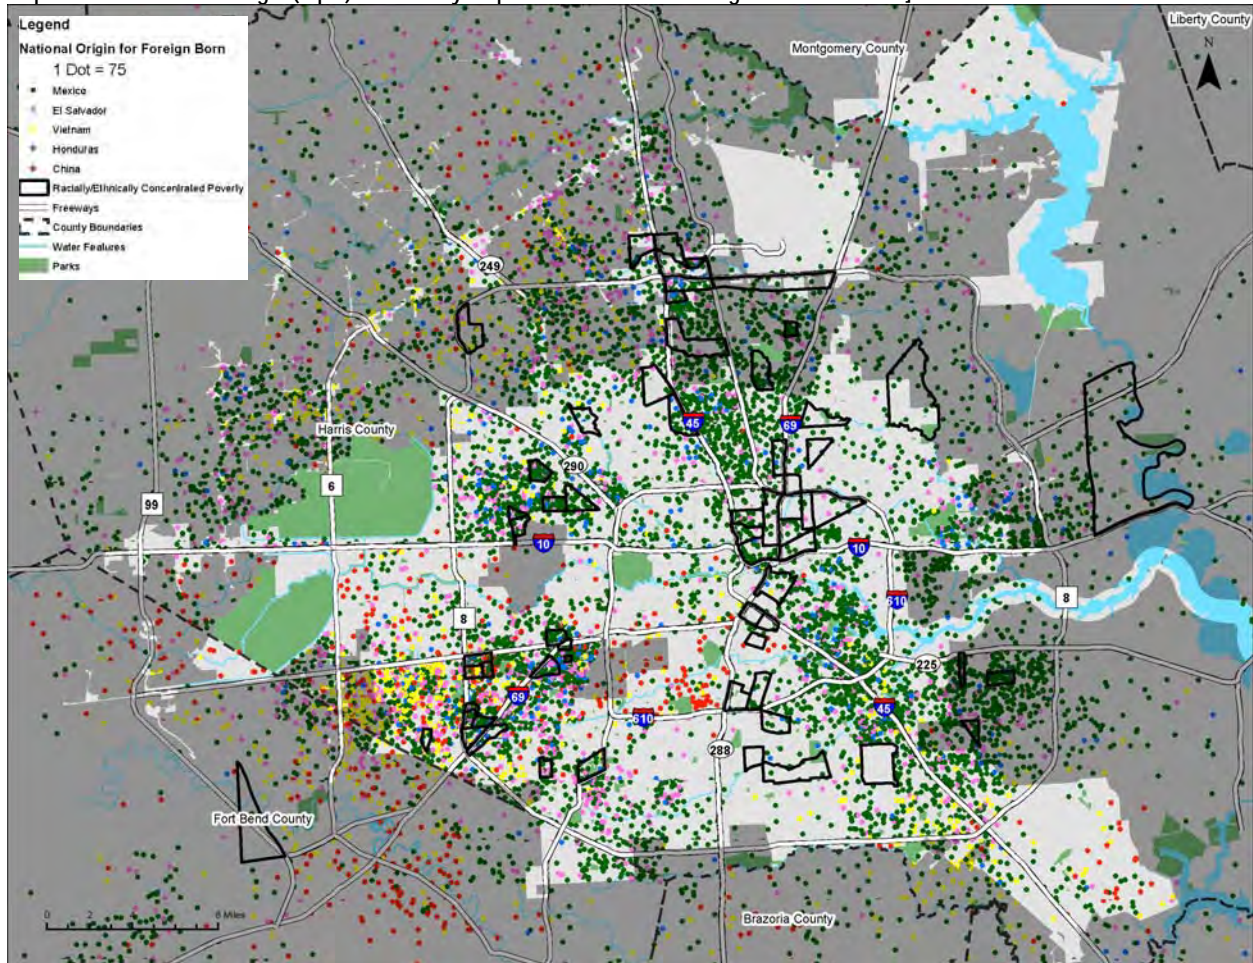 Legend
National Origin for Foreign Born
1 Dot = 75
Mexico
El Salvador
Vietnam
Honduras
China
Racially/Ethnically Concentrated Poverty
Freeways
County Boundaries
Water Features
Parks
Liberty County
N
Montgomery County
249
Harris County
45
69
290
6
99
10
10
8
610
8
225
69
610
45
288
Fort Bend County
0 2 4 6 Miles
Brazoria County